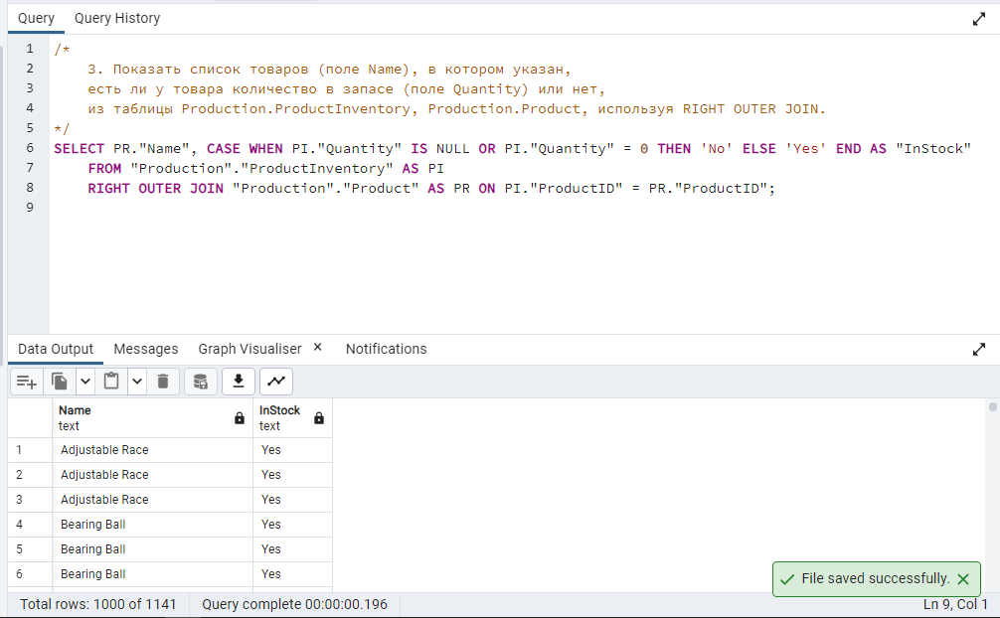 Query Query History
1 /*
2 3. Показать список товаров (поле Name), в котором указан,
3 есть ли у товара количество в запасе (поле Quantity) или нет,
4 из таблицы Production.ProductInventory, Production.Product, используя RIGHT OUTER JOIN.
5 */
6 SELECT PR."Name", CASE WHEN PI."Quantity" IS NULL OR PI."Quantity" = 0 THEN 'No' ELSE 'Yes' END AS "InStock"
7 FROM "Production"."ProductInventory" AS PI
8 RIGHT OUTER JOIN "Production"."Product" AS PR ON PI."ProductID" = PR."ProductID";
9
Data Output Messages Graph Visualiser × Notifications
Name InStock
text text
1 Adjustable Race Yes
2 Adjustable Race Yes
3 Adjustable Race Yes
4 Bearing Ball Yes
5 Bearing Ball Yes
6 Bearing Ball Yes
File saved successfully.
Total rows: 1000 of 1141 Query complete 00:00:00.196 Ln 9, Col 1